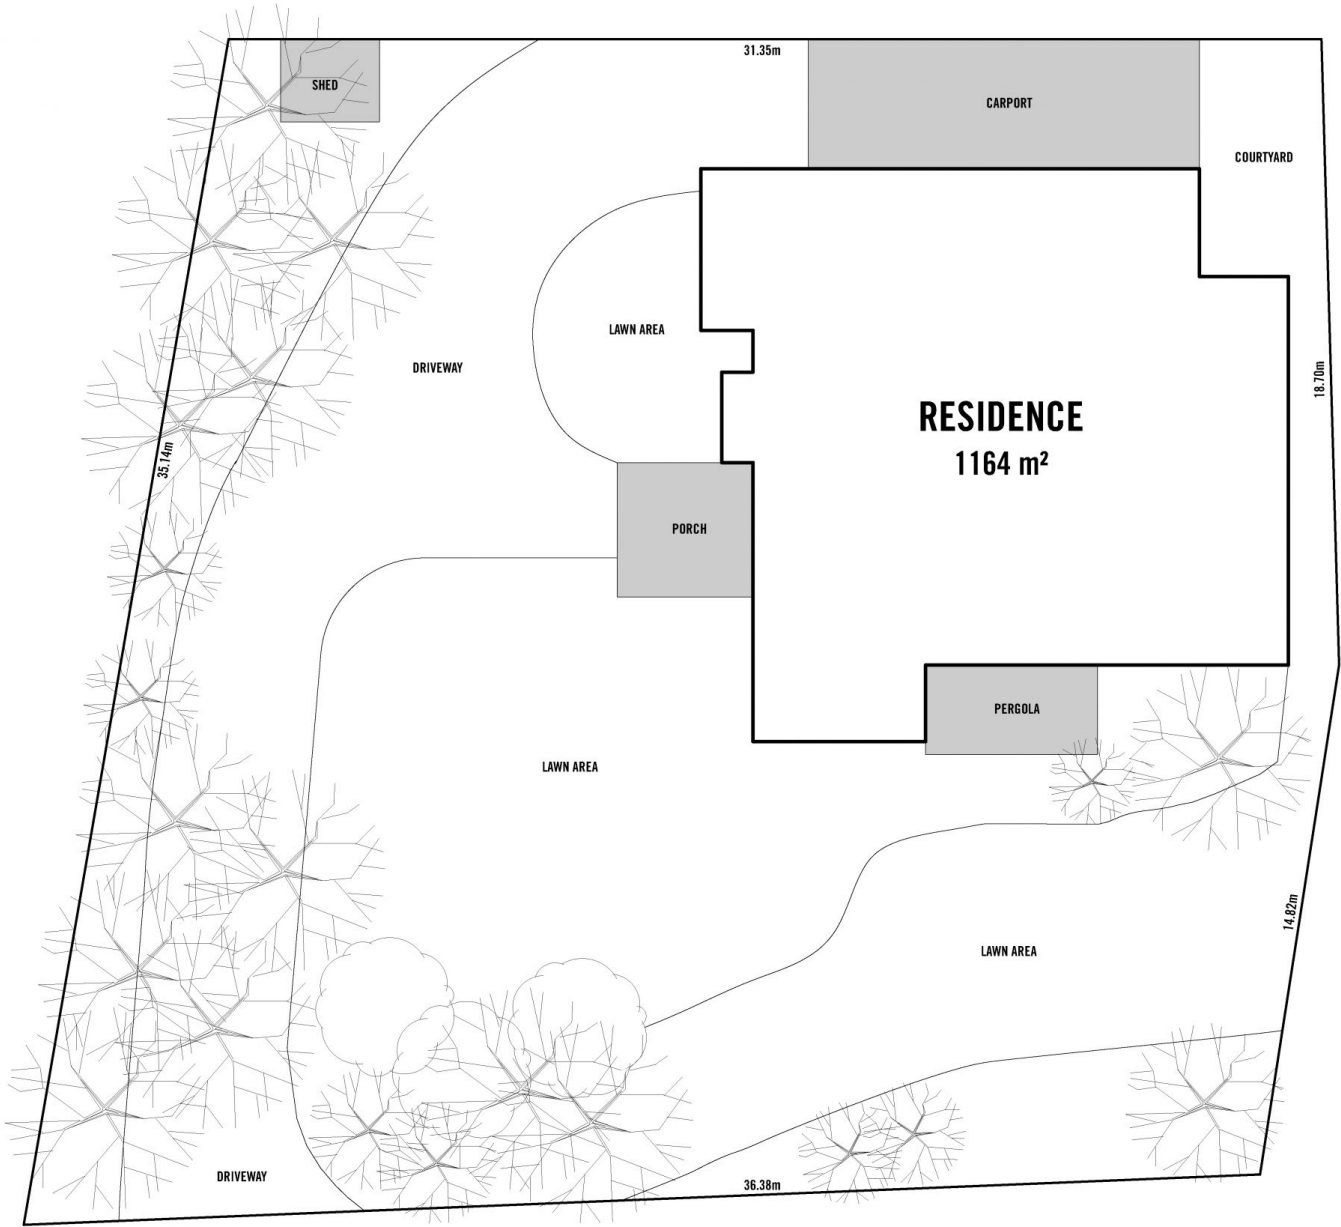 31.35m
SHED
CARPORT
COURTYARD
LAWN AREA
DRIVEWAY
18.70m
RESIDENCE
1164 m²
35.14m
PORCH
PERGOLA
LAWN AREA
14.82m
LAWN AREA
DRIVEWAY
36.38m